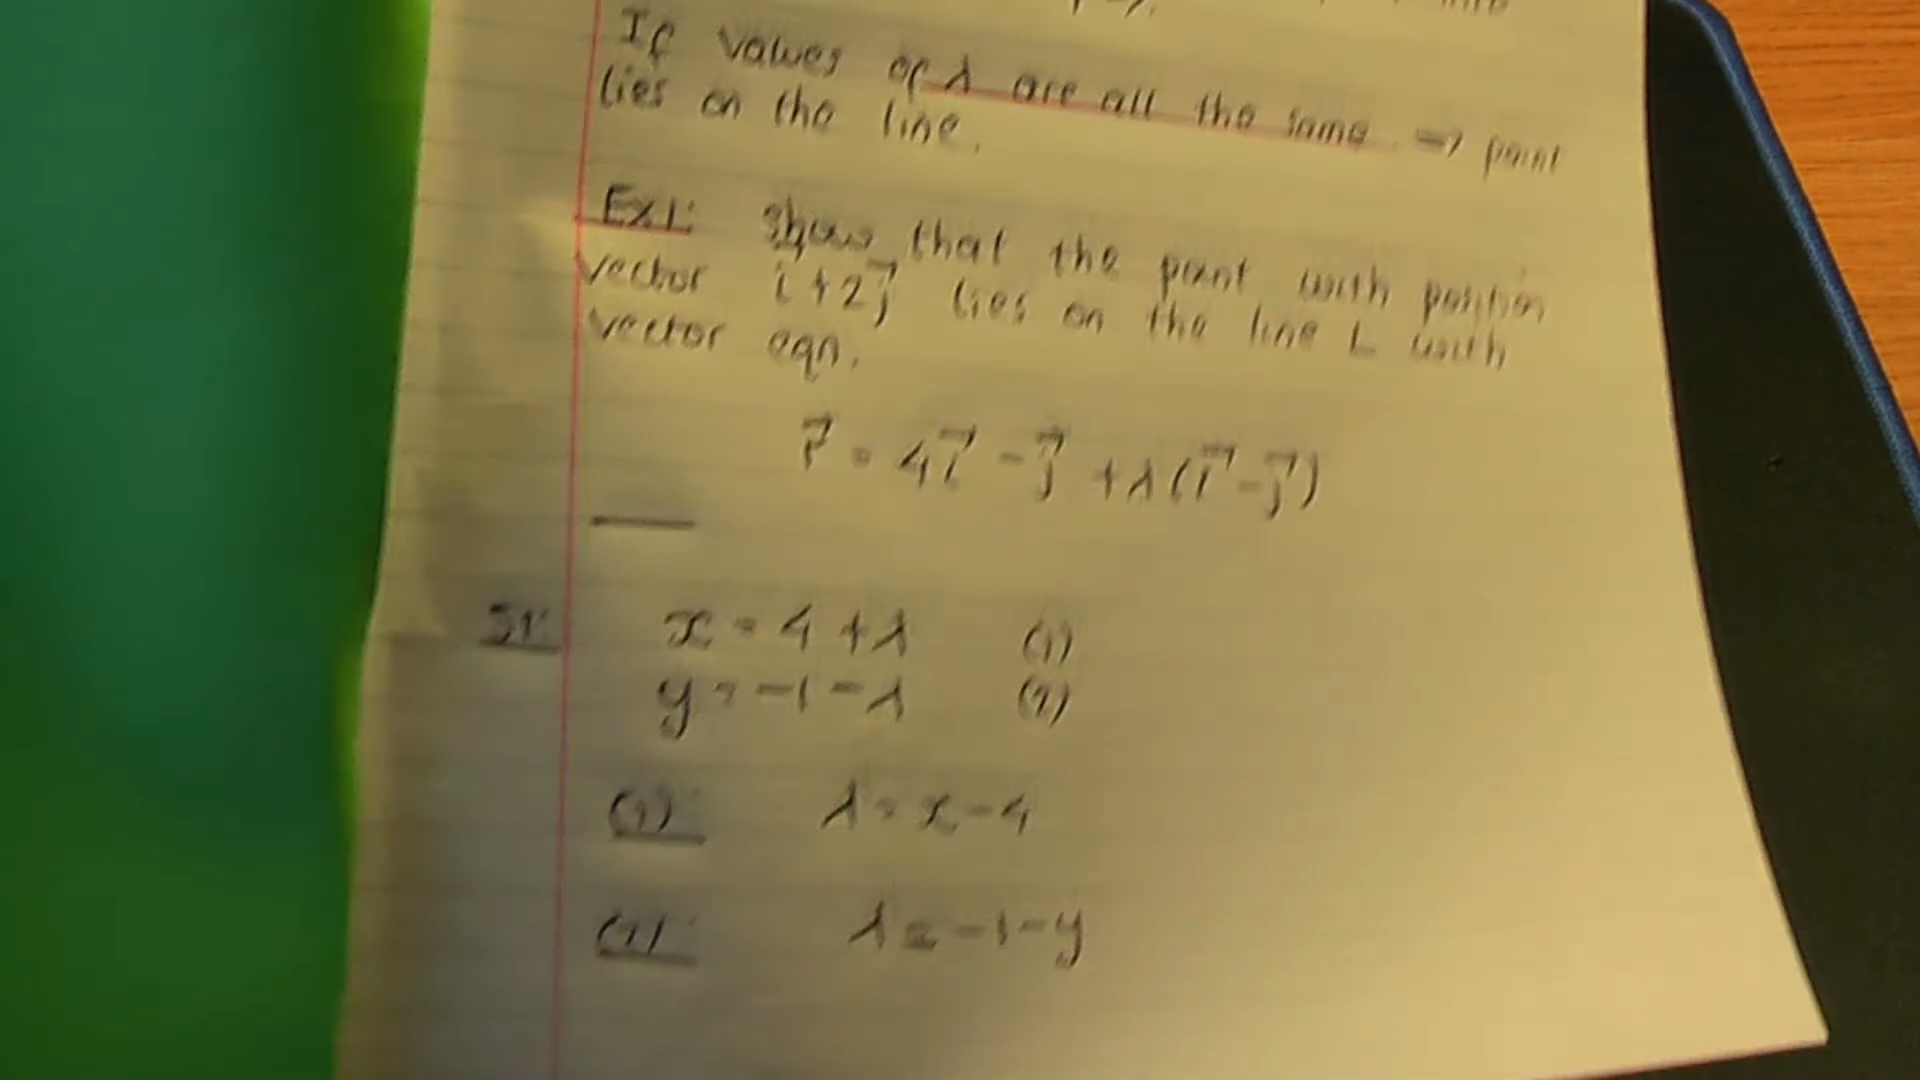 If values of λ are all the same => point
lies on the line.
Ex1: Show that the point with position
vector i⃗ + 2j⃗ lies on the line L with
vector eqn.
r⃗ = 4i⃗ - j⃗ + λ(i⃗ - j⃗)
x = 4 + λ (1)
y = -1 - λ (2)
(1): λ = x - 4
(2): λ = -1 - y